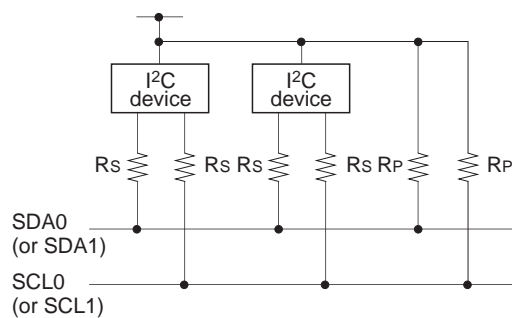 I²C
device
I²C
device
RS
RS
RS
RS
RP
RP
SDA0
(or SDA1)
SCL0
(or SCL1)